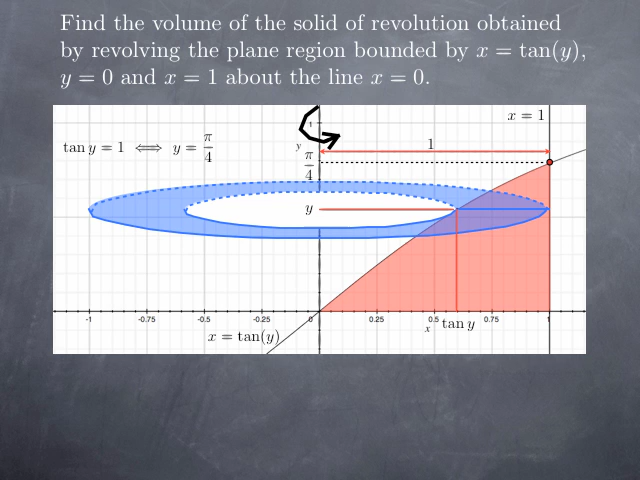 Find the volume of the solid of revolution obtained
by revolving the plane region bounded by x = tan(y),
y = 0 and x = 1 about the line x = 0.
x = 1
1
tan y = 1 ⟺ y = π/4
y
1
π/4
y
-1 -0.75 -0.5 -0.25 0 0.25 0.5 0.75 1
x tan y
x = tan(y)